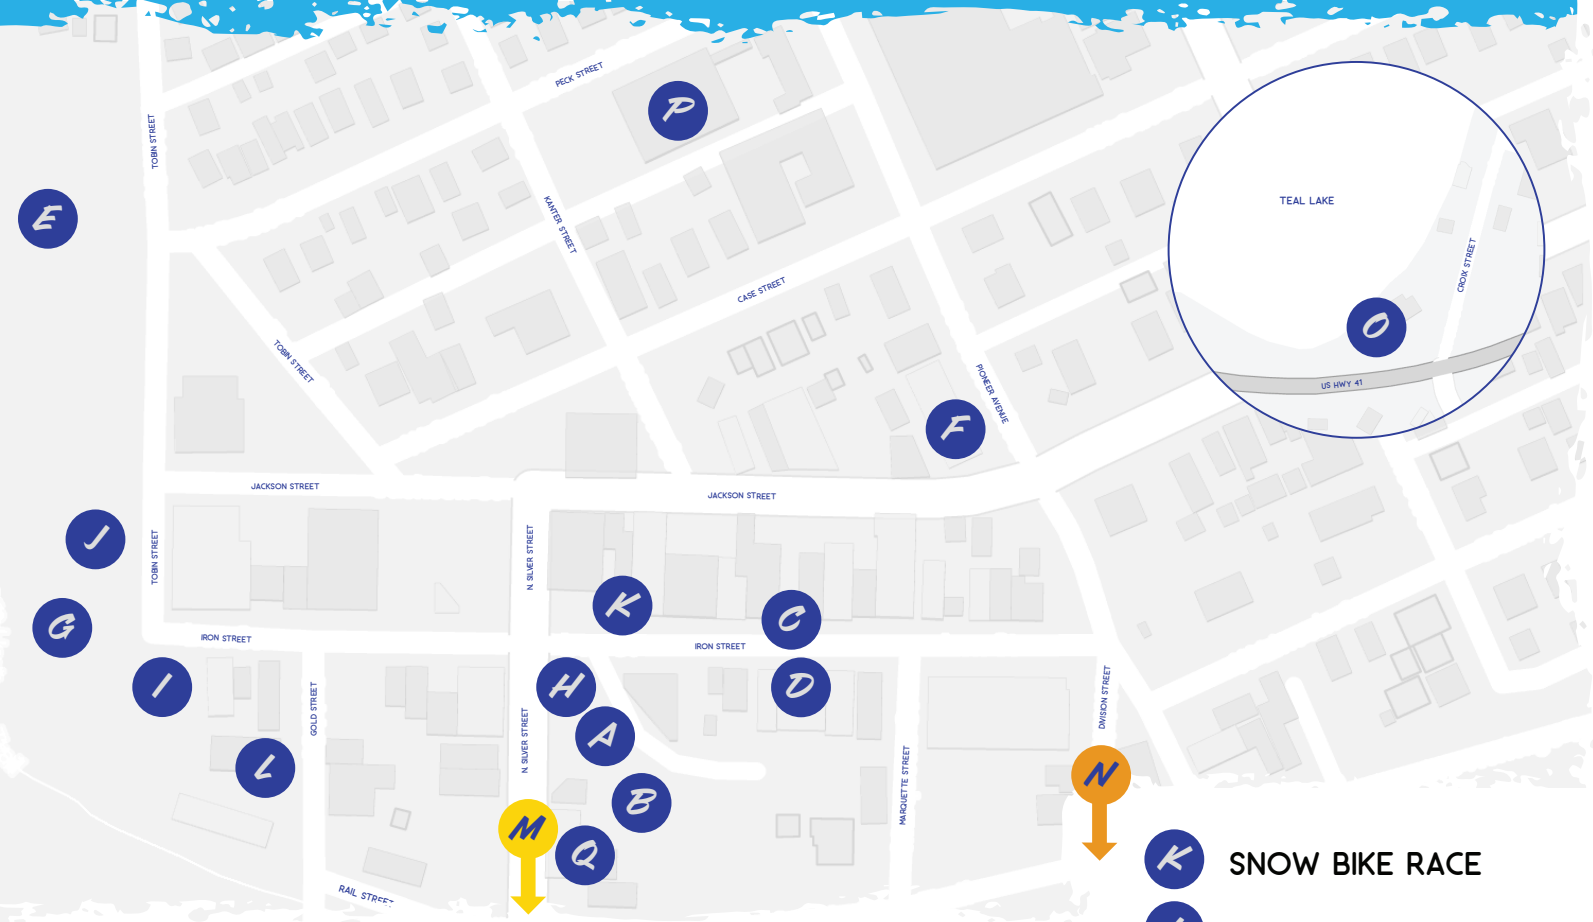 PECK STREET
P
TOBIN STREET
E
KANTER STREET
TEAL LAKE
CROIX STREET
CASE STREET
O
US HWY 41
TOBIN STREET
PIONEER AVENUE
F
JACKSON STREET
JACKSON STREET
J
TOBIN STREET
N. SILVER STREET
K
C
G
IRON STREET
IRON STREET
I
H
D
GOLD STREET
DIVISION STREET
A
N. SILVER STREET
L
N
MARQUETTE STREET
B
M
Q
RAIL STREET
K SNOW BIKE RACE